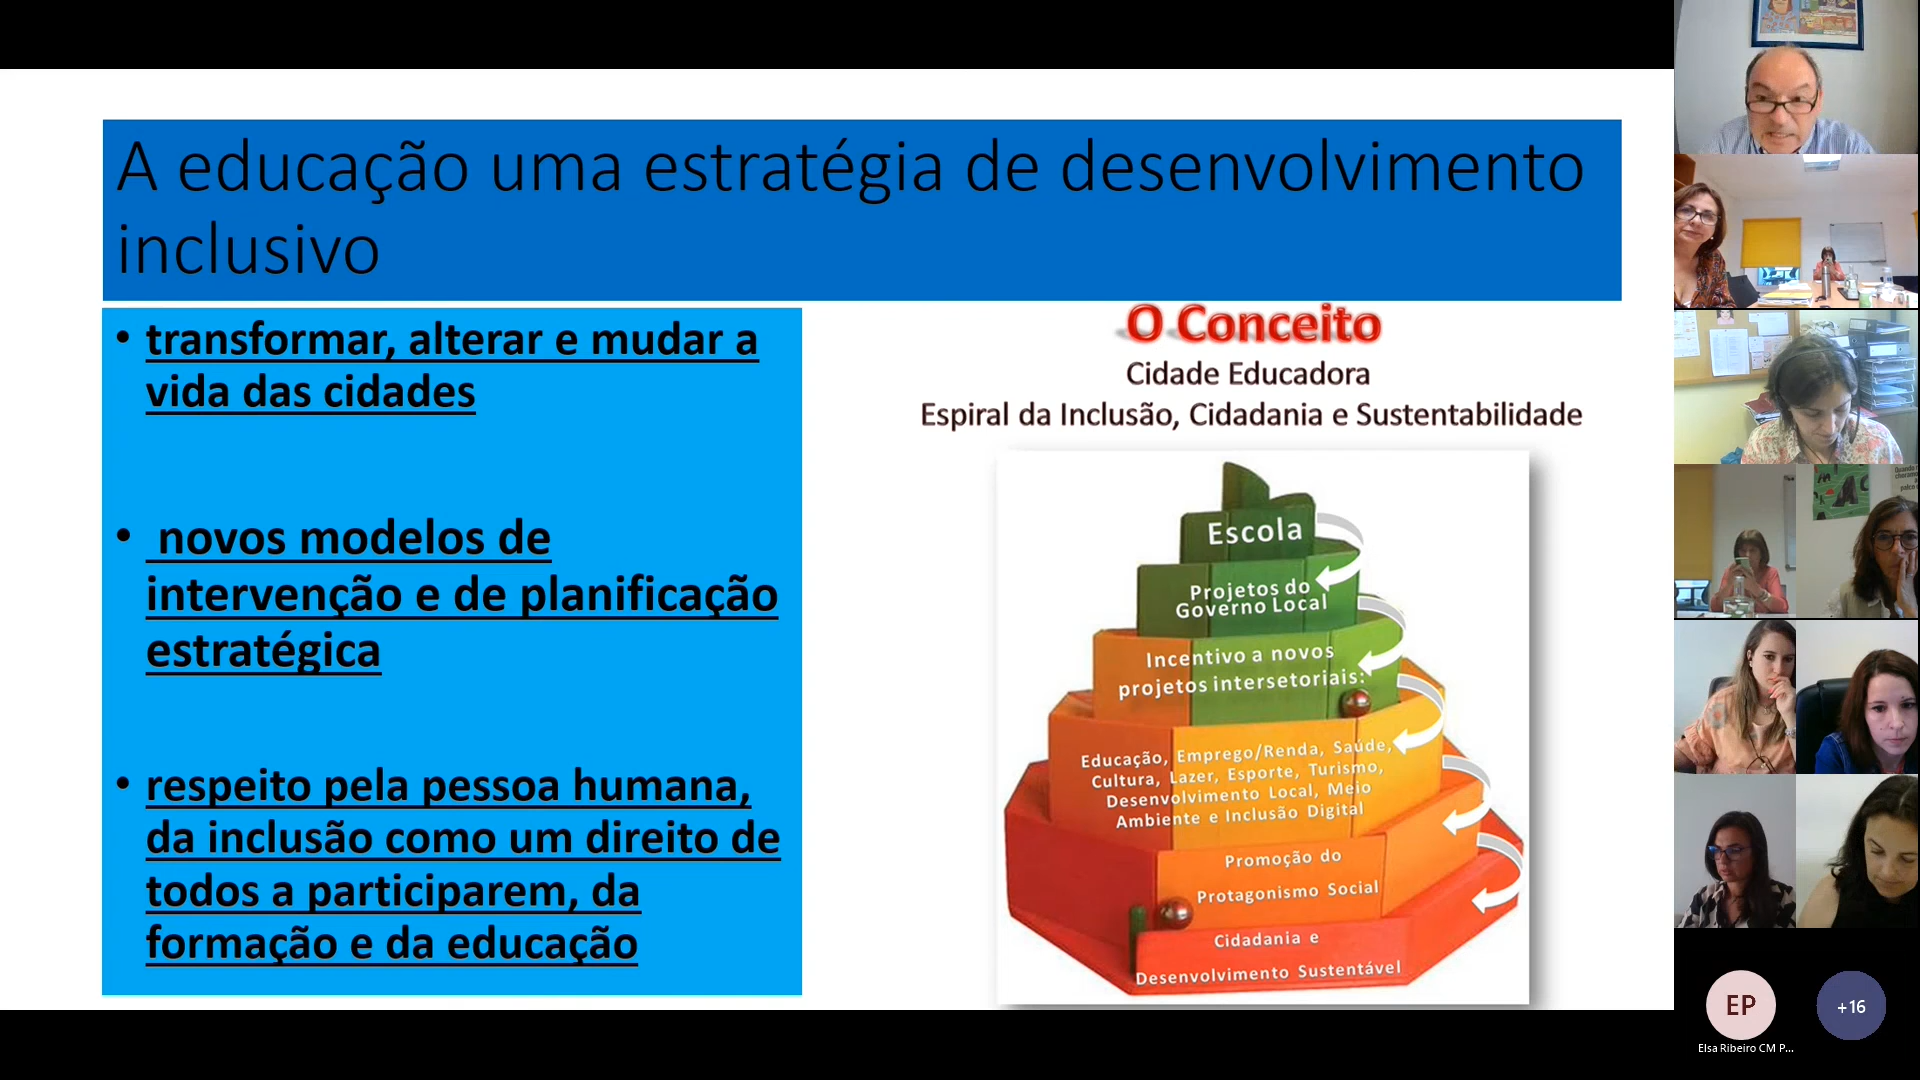 A educação uma estratégia de desenvolvimento
inclusivo
• transformar, alterar e mudar a
vida das cidades
• novos modelos de
intervenção e de planificação
estratégica
• respeito pela pessoa humana,
da inclusão como um direito de
todos a participarem, da
formação e da educação
O Conceito
Cidade Educadora
Espiral da Inclusão, Cidadania e Sustentabilidade
Escola
Projetos do
Governo Local
Incentivo a novos
projetos intersetoriais:
Educação, Emprego/Renda, Saúde,
Cultura, Lazer, Esporte, Turismo,
Desenvolvimento Local, Meio
Ambiente e Inclusão Digital
Promoção do
Protagonismo Social
Cidadania e
Desenvolvimento Sustentável
EP
+16
Elsa Ribeiro CM P...